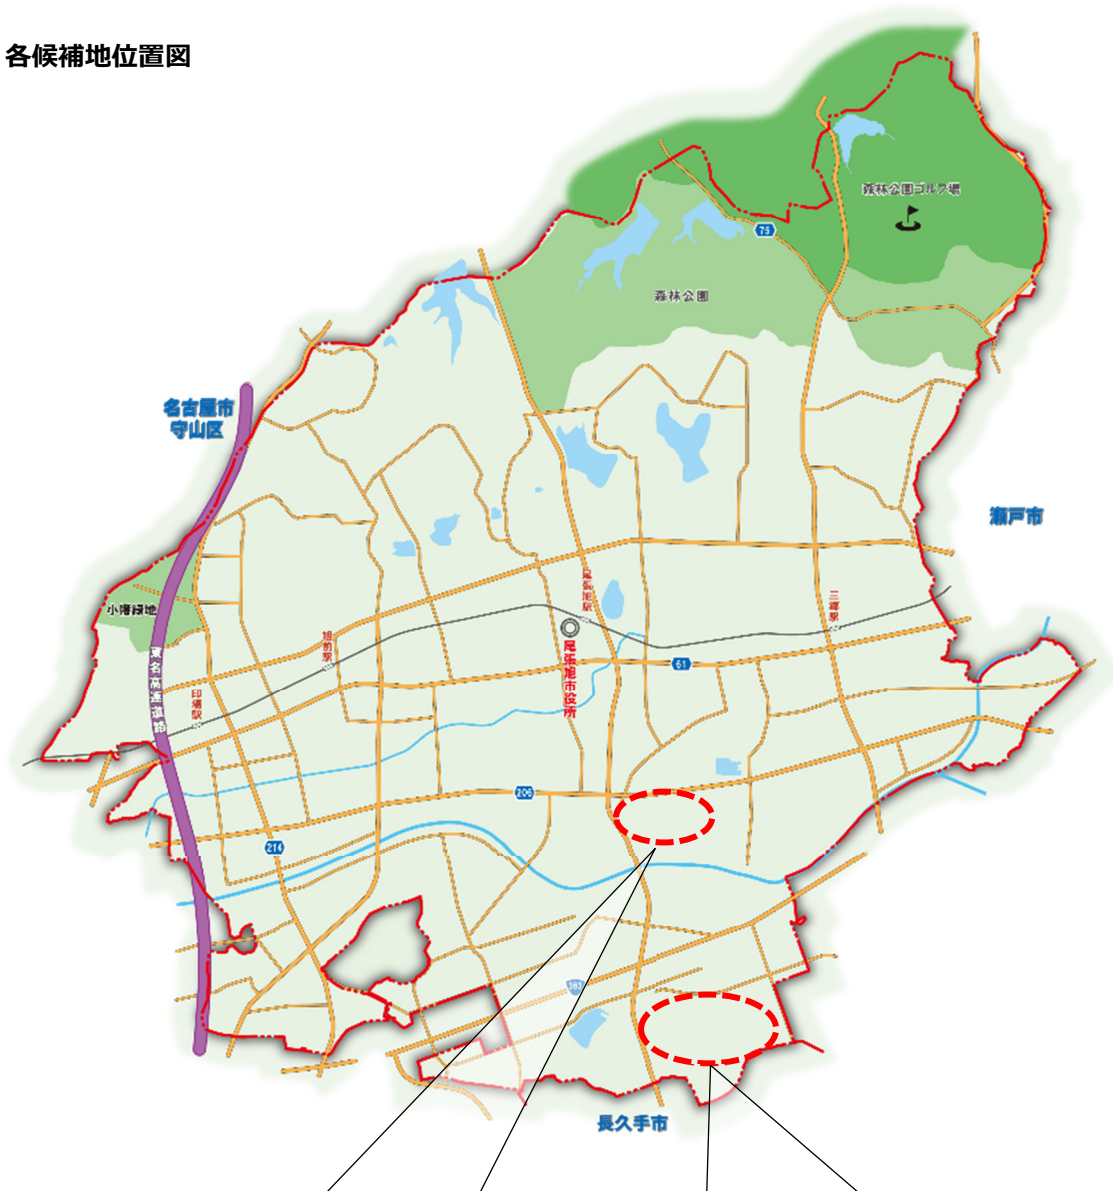 各候補地位置図
森林公園ゴルフ場
75
森林公園
名古屋市
守山区
瀬戸市
小幡緑地
尾張旭駅
三郷駅
旭前駅
尾張旭市役所
61
東名高速道路
印場駅
206
214
363
長久手市